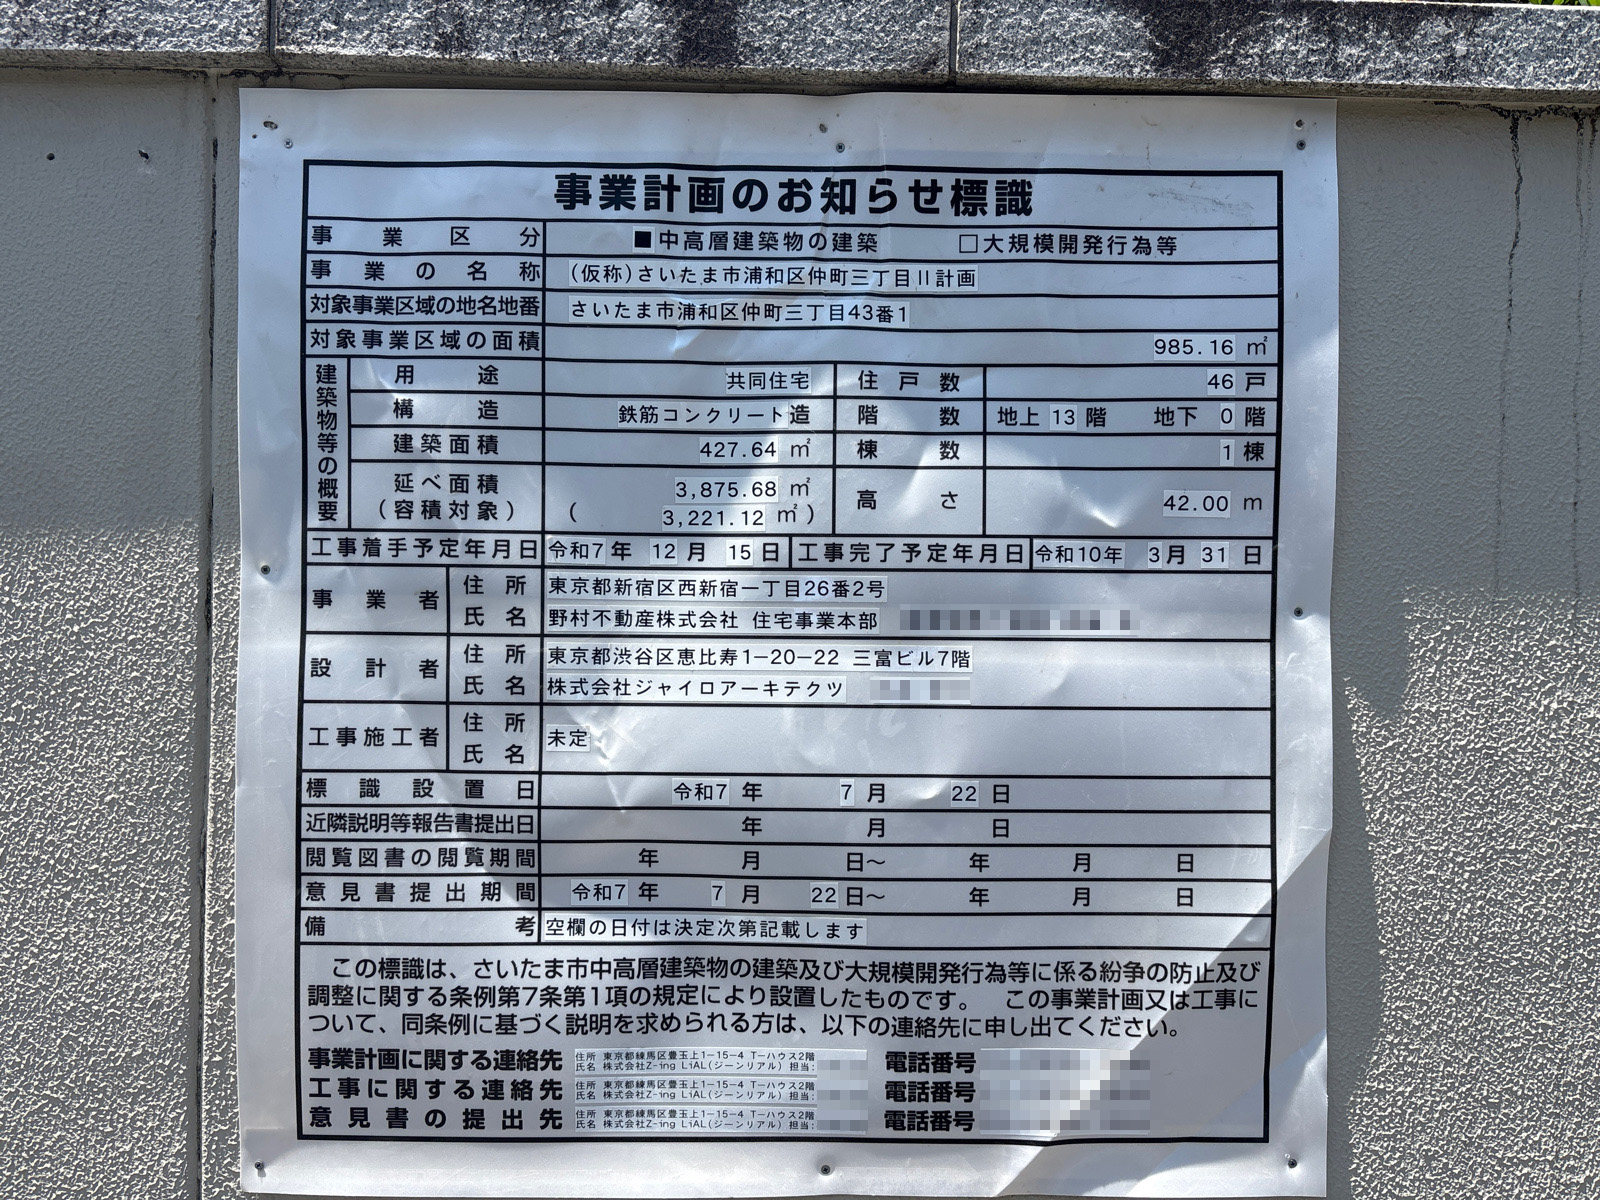 事業計画のお知らせ標識
事業区分 ■中高層建築物の建築 □大規模開発行為等
事業の名称 (仮称)さいたま市浦和区仲町三丁目Ⅱ計画
対象事業区域の地名地番 さいたま市浦和区仲町三丁目43番1
対象事業区域の面積 985.16 ㎡
建築物等の概要
用途 共同住宅 住戸数 46 戸
構造 鉄筋コンクリート造 階数 地上 13 階 地下 0 階
建築面積 427.64 ㎡ 棟数 1 棟
延べ面積 3,875.68 ㎡ 高さ 42.00 m
(容積対象) ( 3,221.12 ㎡ )
工事着手予定年月日 令和7 年 12 月 15 日 工事完了予定年月日 令和10年 3月 31 日
事業者 住所 東京都新宿区西新宿一丁目26番2号
氏名 野村不動産株式会社 住宅事業本部
設計者 住所 東京都渋谷区恵比寿1-20-22 三富ビル7階
氏名 株式会社ジャイロアーキテクツ
工事施工者 住所 氏名 未定
標識設置日 令和7 年 7 月 22 日
近隣説明等報告書提出日 年 月 日
閲覧図書の閲覧期間 年 月 日~ 年 月 日
意見書提出期間 令和7 年 7 月 22 日~ 年 月 日
備考 空欄の日付は決定次第記載します
この標識は、さいたま市中高層建築物の建築及び大規模開発行為等に係る紛争の防止及び
調整に関する条例第7条第1項の規定により設置したものです。 この事業計画又は工事に
ついて、同条例に基づく説明を求められる方は、以下の連絡先に申し出てください。
事業計画に関する連絡先 住所 東京都練馬区豊玉上1-15-4 T-ハウス2階 電話番号
氏名 株式会社Z-ing LiAL(ジーンリアル) 担当:
工事に関する連絡先 住所 東京都練馬区豊玉上1-15-4 T-ハウス2階 電話番号
氏名 株式会社Z-ing LiAL(ジーンリアル) 担当:
意見書の提出先 住所 東京都練馬区豊玉上1-15-4 T-ハウス2階 電話番号
氏名 株式会社Z-ing LiAL(ジーンリアル) 担当: